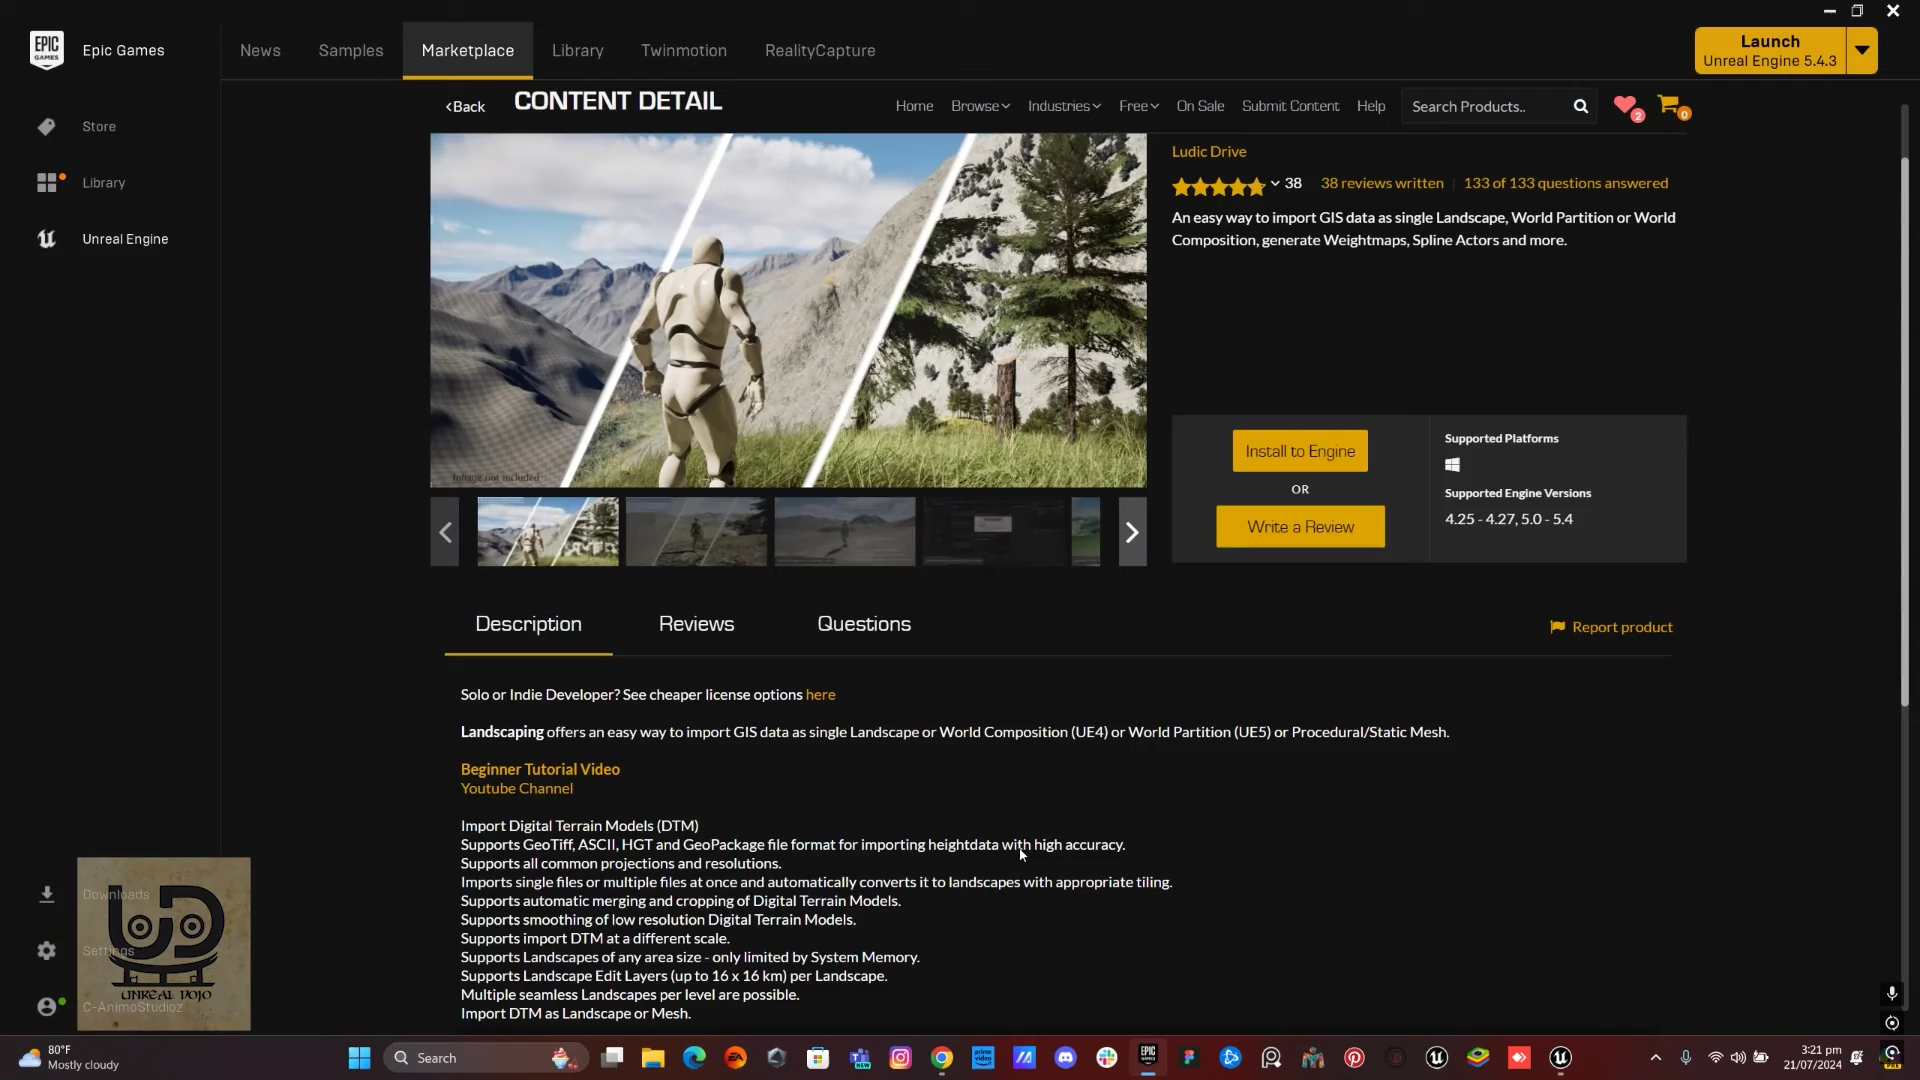 EPIC GAMES
Epic Games
News
Samples
Marketplace
Library
Twinmotion
RealityCapture
Launch
Unreal Engine 5.4.3
Store
Library
Unreal Engine
Downloads
Settings
C-AnimoStudioz
UNREAL DOJO
Back
CONTENT DETAIL
Home
Browse
Industries
Free
On Sale
Submit Content
Help
Search Products..
2
0
foliage not included
Ludic Drive
38
38 reviews written
133 of 133 questions answered
An easy way to import GIS data as single Landscape, World Partition or World
Composition, generate Weightmaps, Spline Actors and more.
Install to Engine
OR
Write a Review
Supported Platforms
Supported Engine Versions
4.25 - 4.27, 5.0 - 5.4
Description
Reviews
Questions
Report product
Solo or Indie Developer? See cheaper license options here
Landscaping offers an easy way to import GIS data as single Landscape or World Composition (UE4) or World Partition (UE5) or Procedural/Static Mesh.
Beginner Tutorial Video
Youtube Channel
Import Digital Terrain Models (DTM)
Supports GeoTiff, ASCII, HGT and GeoPackage file format for importing heightdata with high accuracy.
Supports all common projections and resolutions.
Imports single files or multiple files at once and automatically converts it to landscapes with appropriate tiling.
Supports automatic merging and cropping of Digital Terrain Models.
Supports smoothing of low resolution Digital Terrain Models.
Supports import DTM at a different scale.
Supports Landscapes of any area size - only limited by System Memory.
Supports Landscape Edit Layers (up to 16 x 16 km) per Landscape.
Multiple seamless Landscapes per level are possible.
Import DTM as Landscape or Mesh.
80°F
Mostly cloudy
Search
3:21 pm
21/07/2024